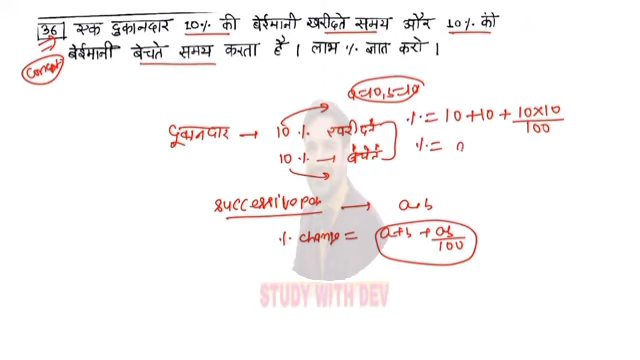 36 एक दुकानदार 10% की बेईमानी खरीदते समय और 10% की
बेईमानी बेचते समय करता है। लाभ % ज्ञात करो।
Concept
a=10, b=10
दुकानदार → 10 % खरीदते
10 % → बेचते
% = 10 + 10 + 10×10/100
% =
successive → a, b
% change = a+b + ab/100
STUDY WITH DEV